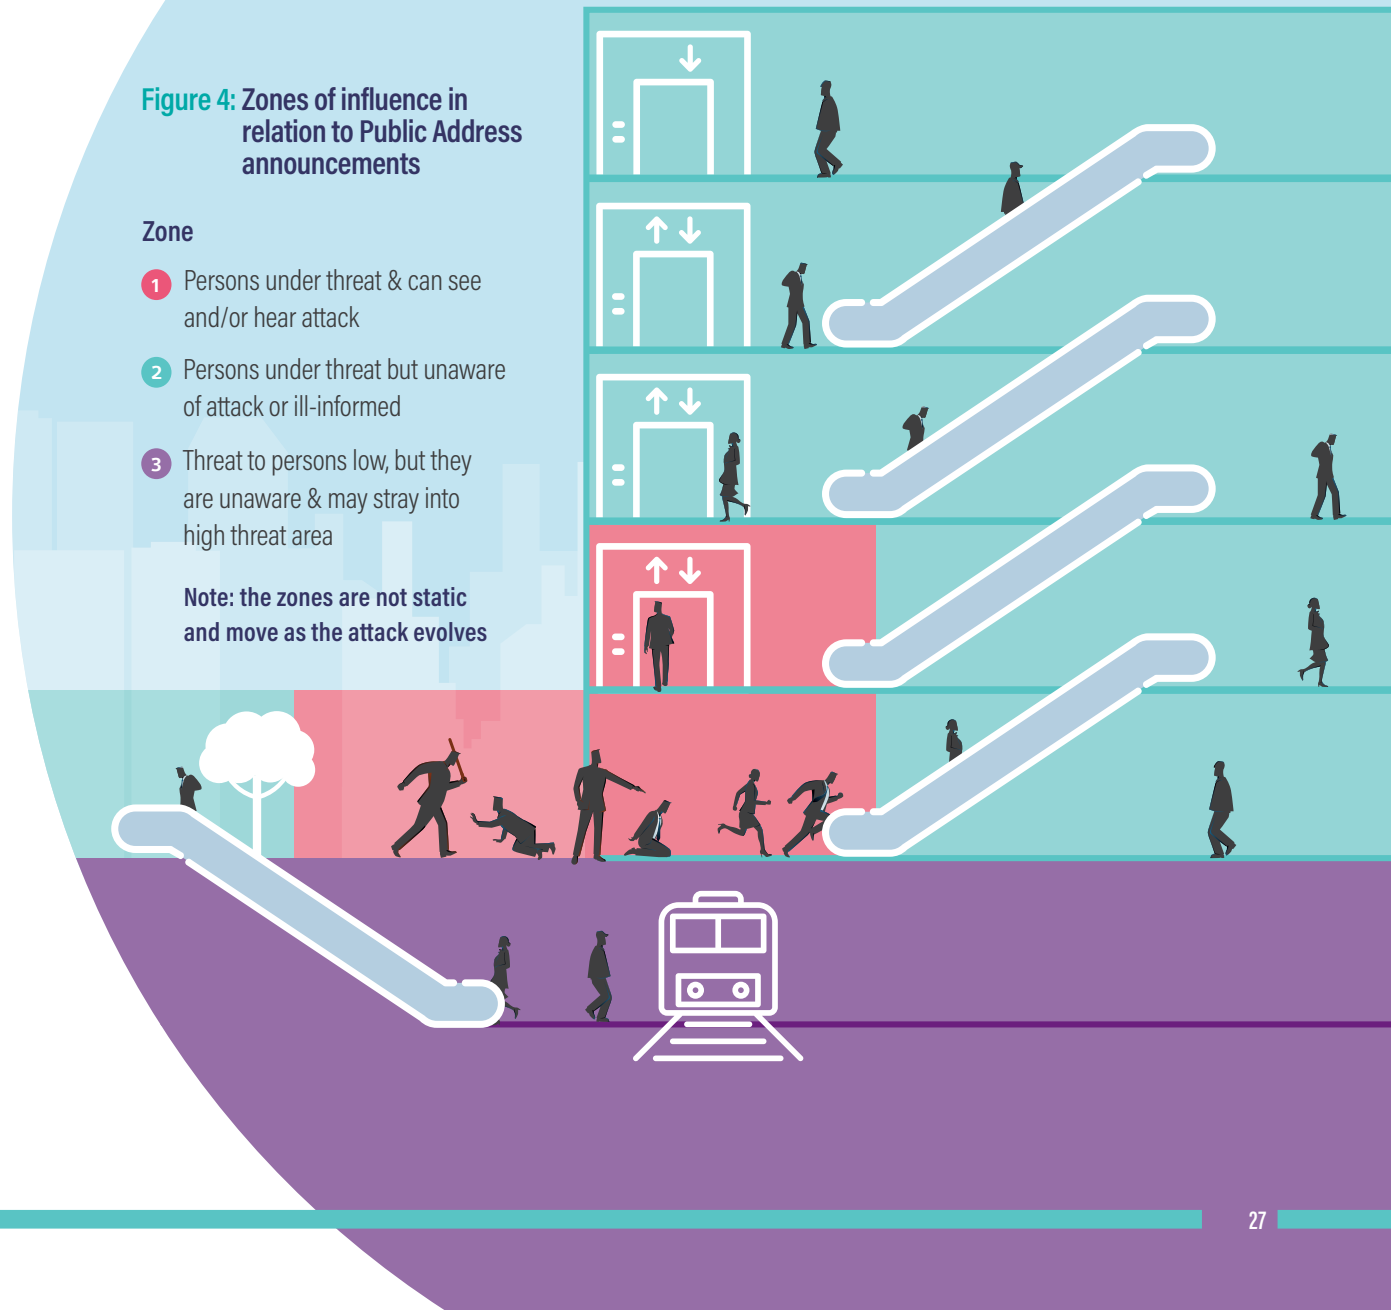 Figure 4: Zones of influence in
relation to Public Address
announcements
Zone
1 Persons under threat & can see
and/or hear attack
2 Persons under threat but unaware
of attack or ill-informed
3 Threat to persons low, but they
are unaware & may stray into
high threat area
Note: the zones are not static
and move as the attack evolves
27